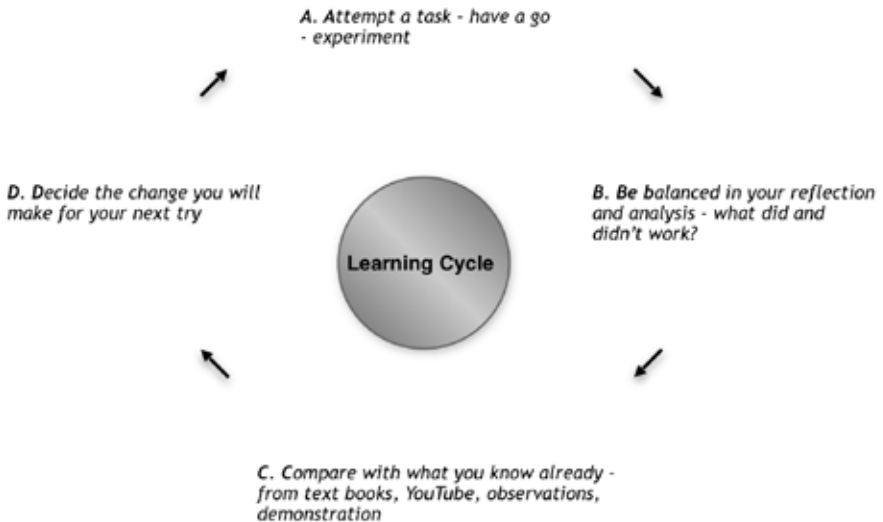 A. Attempt a task - have a go
- experiment
B. Be balanced in your reflection
and analysis - what did and
didn't work?
C. Compare with what you know already -
from text books, YouTube, observations,
demonstration
D. Decide the change you will
make for your next try
Learning Cycle